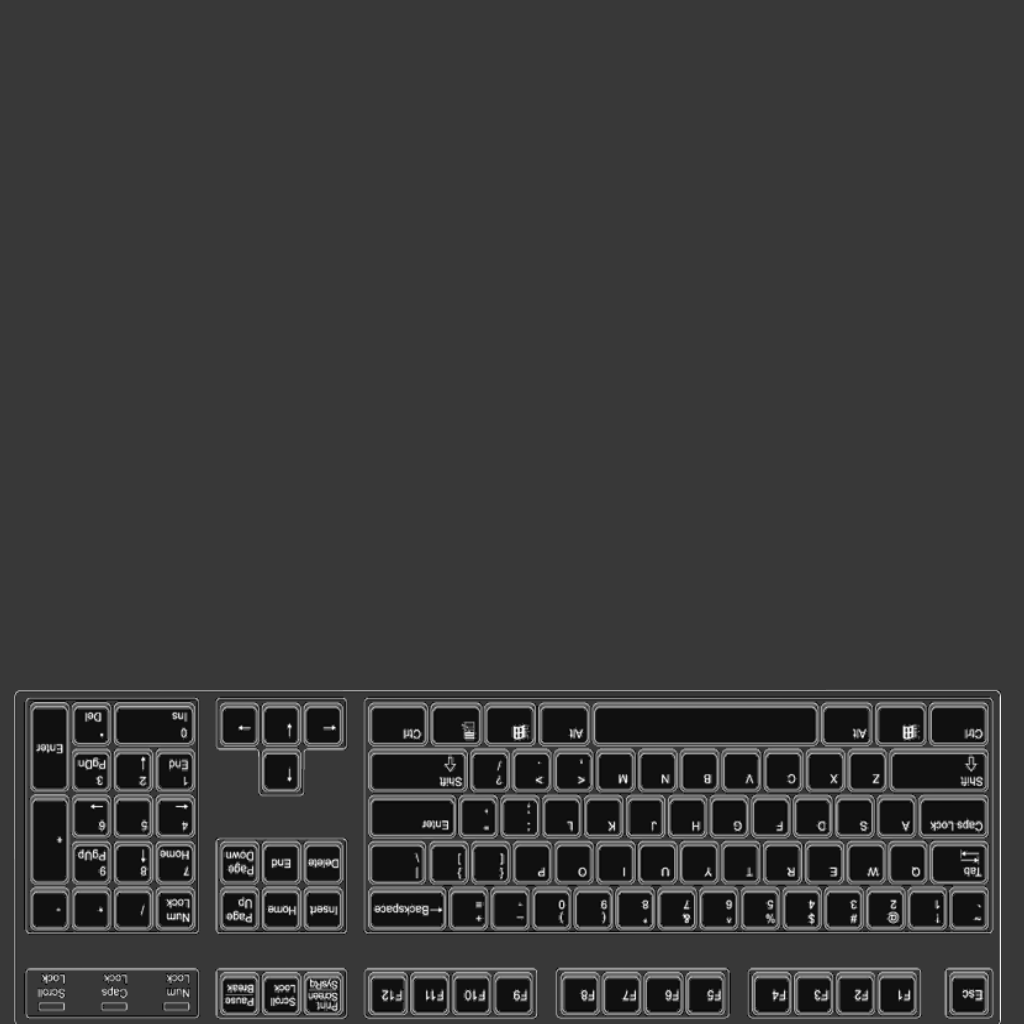 Esc F1 F2 F3 F4 F5 F6 F7 F8 F9 F10 F11 F12 Print Screen SysRq Scroll Lock Pause Break Num Lock Caps Lock Scroll Lock
~ ` ! 1 @ 2 # 3 $ 4 % 5 ^ 6 & 7 * 8 ( 9 ) 0 _ - + = ←Backspace Insert Home Page Up Num Lock / * -
Tab Q W E R T Y U I O P { [ } ] | \ Delete End Page Down 7 Home 8 ↑ 9 PgUp +
Caps Lock A S D F G H J K L : ; " ' Enter 4 ← 5 6 →
Shift Z X C V B N M < , > . ? / Shift ↑ 1 End 2 ↓ 3 PgDn Enter
Ctrl Alt Alt Ctrl ← ↓ → 0 Ins . Del